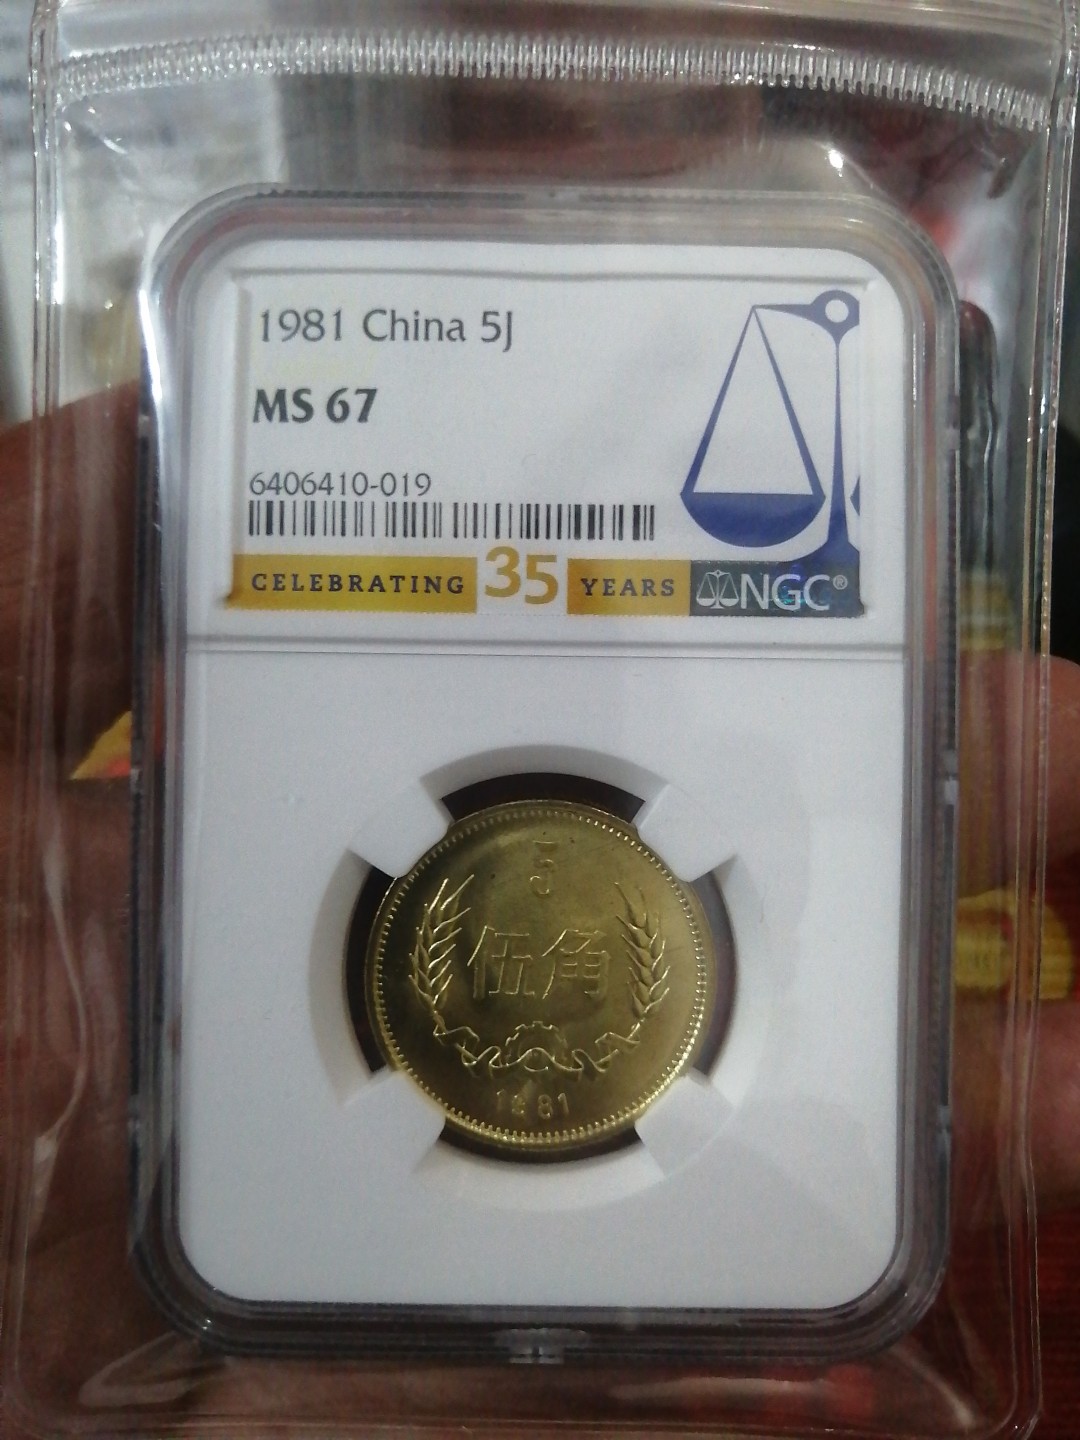 1981 China 5J
MS 67
6406410-019
CELEBRATING 35 YEARS NGC®
5
伍角
1981